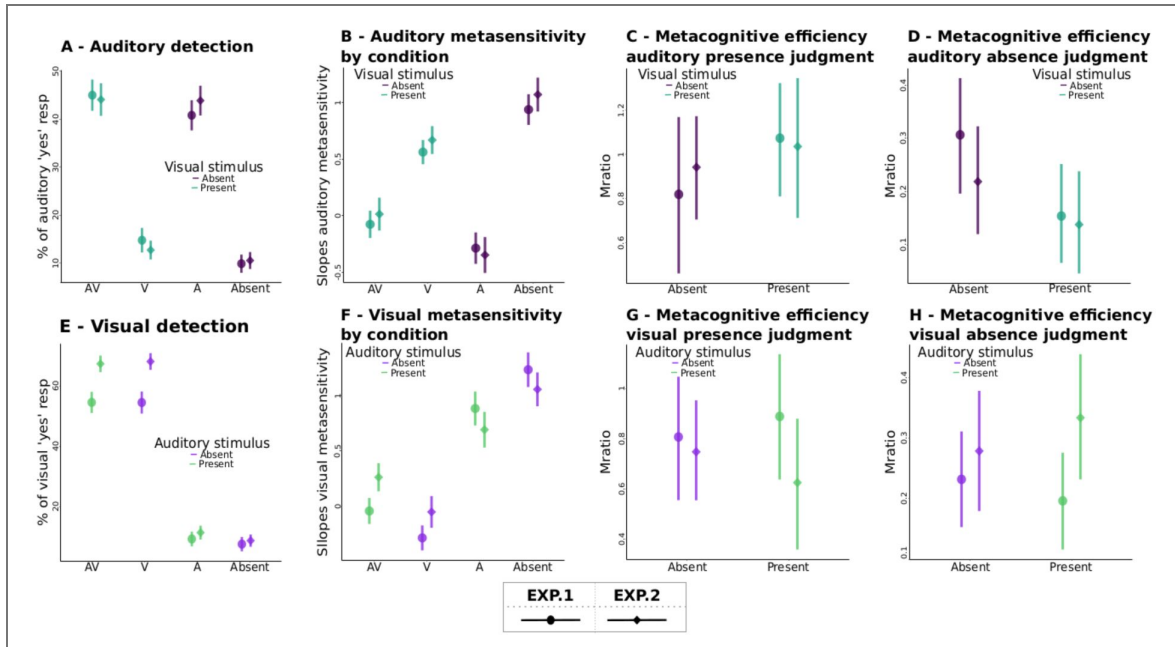 A - Auditory detection
% of auditory 'yes' resp
50
40
30
20
10
Visual stimulus
Absent
Present
AV
V
A
Absent
B - Auditory metasensitivity
by condition
Slopes auditory metasensitivity
Visual stimulus
Absent
Present
1
0.5
0
-0.5
AV
V
A
Absent
C - Metacognitive efficiency
auditory presence judgment
Mratio
Visual stimulus
Absent
Present
1.2
1
0.8
0.6
Absent
Present
D - Metacognitive efficiency
auditory absence judgment
Mratio
Visual stimulus
Absent
Present
0.4
0.3
0.2
0.1
Absent
Present
E - Visual detection
% of visual 'yes' resp
60
40
20
Auditory stimulus
Absent
Present
AV
V
A
Absent
F - Visual metasensitivity
by condition
Sllopes visual metasensitivity
Auditory stimulus
Absent
Present
1
0.5
0
AV
V
A
Absent
G - Metacognitive efficiency
visual presence judgment
Mratio
Auditory stimulus
Absent
Present
1
0.8
0.6
0.4
Absent
Present
H - Metacognitive efficiency
visual absence judgment
Mratio
Auditory stimulus
Absent
Present
0.4
0.3
0.2
0.1
Absent
Present
EXP.1
EXP.2